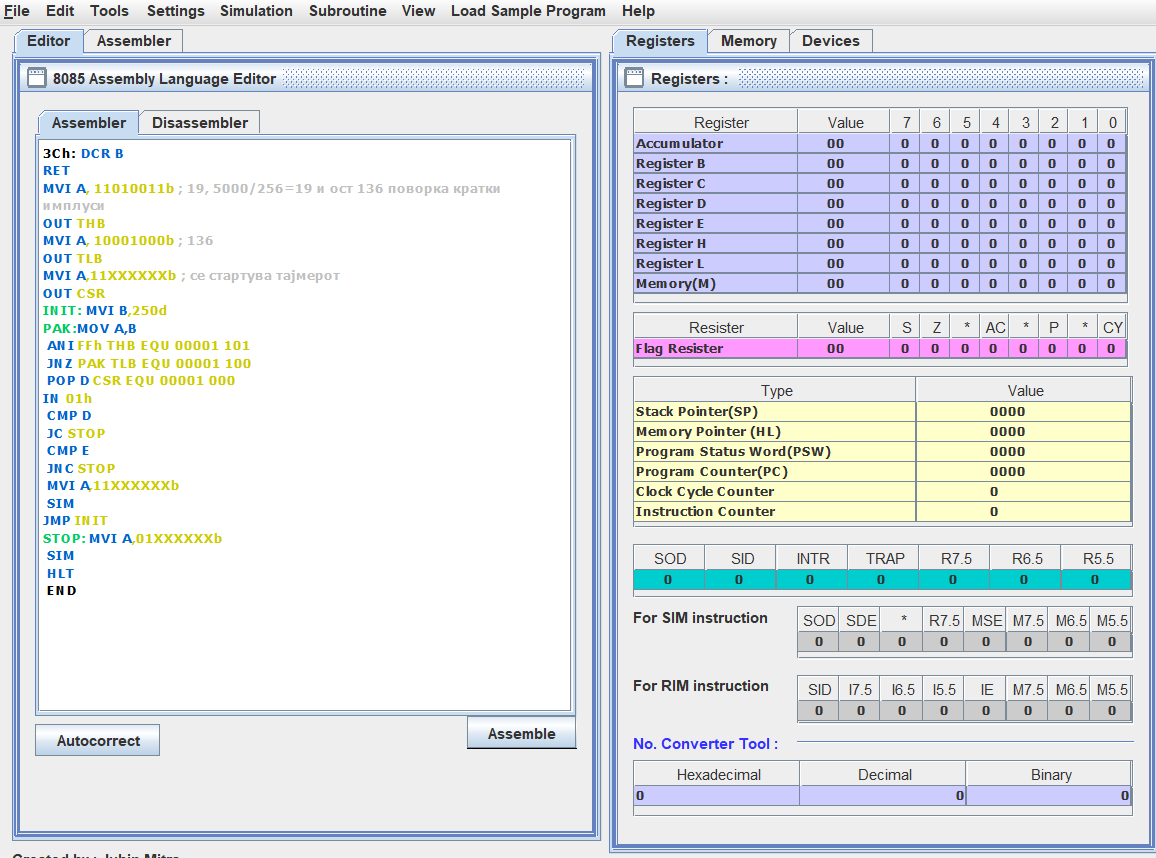 File Edit Tools Settings Simulation Subroutine View Load Sample Program Help
Editor Assembler
8085 Assembly Language Editor
Assembler Disassembler
3Ch: DCR B
RET
MVI A, 11010011b ; 19, 5000/256=19 и ост 136 поворка кратки
имплуси
OUT THB
MVI A, 10001000b ; 136
OUT TLB
MVI A,11XXXXXXb ; се стартува тајмерот
OUT CSR
INIT: MVI B,250d
PAK:MOV A,B
ANI FFh THB EQU 00001 101
JNZ PAK TLB EQU 00001 100
POP D CSR EQU 00001 000
IN 01h
CMP D
JC STOP
CMP E
JNC STOP
MVI A,11XXXXXXb
SIM
JMP INIT
STOP: MVI A,01XXXXXXb
SIM
HLT
END
Autocorrect Assemble
Registers Memory Devices
Registers :
Register Value 7 6 5 4 3 2 1 0
Accumulator 00 0 0 0 0 0 0 0 0
Register B 00 0 0 0 0 0 0 0 0
Register C 00 0 0 0 0 0 0 0 0
Register D 00 0 0 0 0 0 0 0 0
Register E 00 0 0 0 0 0 0 0 0
Register H 00 0 0 0 0 0 0 0 0
Register L 00 0 0 0 0 0 0 0 0
Memory(M) 00 0 0 0 0 0 0 0 0
Resister Value S Z * AC * P * CY
Flag Resister 00 0 0 0 0 0 0 0 0
Type Value
Stack Pointer(SP) 0000
Memory Pointer (HL) 0000
Program Status Word(PSW) 0000
Program Counter(PC) 0000
Clock Cycle Counter 0
Instruction Counter 0
SOD SID INTR TRAP R7.5 R6.5 R5.5
0 0 0 0 0 0 0
For SIM instruction
SOD SDE * R7.5 MSE M7.5 M6.5 M5.5
0 0 0 0 0 0 0 0
For RIM instruction
SID I7.5 I6.5 I5.5 IE M7.5 M6.5 M5.5
0 0 0 0 0 0 0 0
No. Converter Tool :
Hexadecimal Decimal Binary
0 0 0
Created by : Jubin Mitra